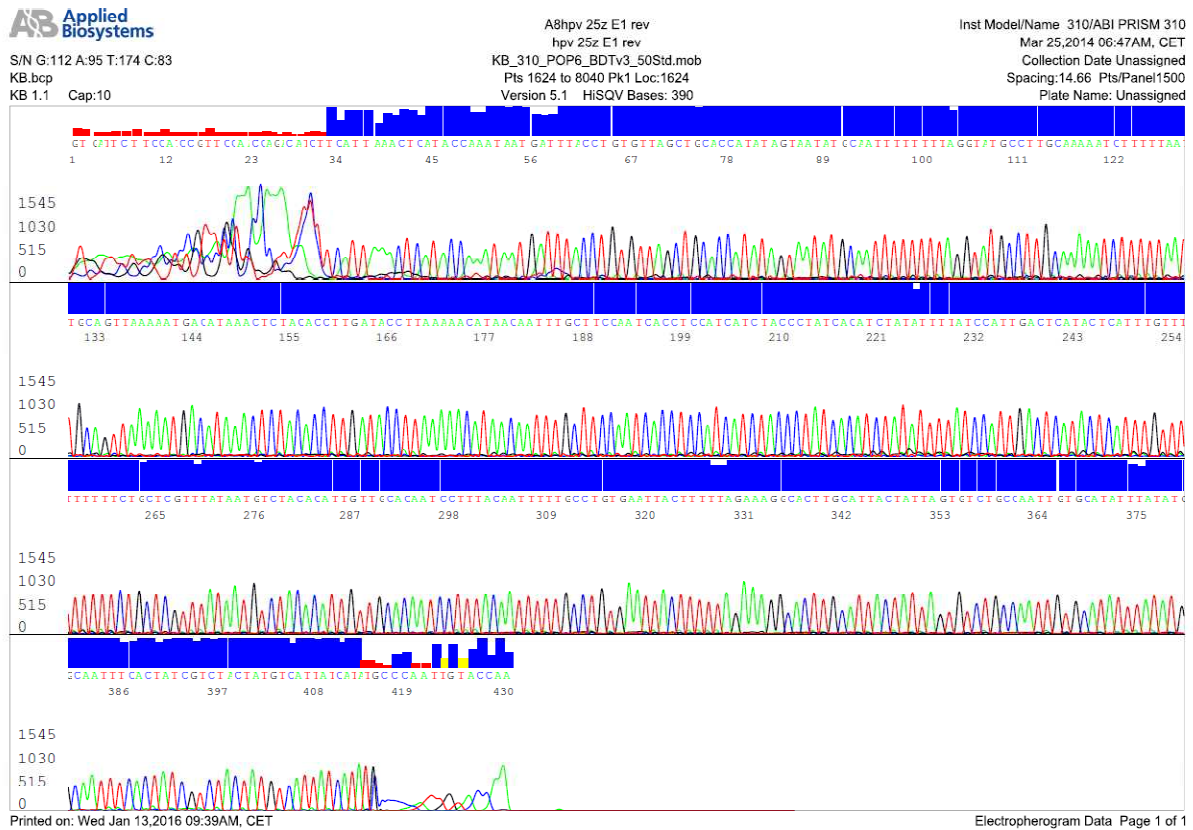 AB Applied
Biosystems
A8hpv 25z E1 rev
hpv 25z E1 rev
Inst Model/Name 310/ABI PRISM 310
Mar 25,2014 06:47AM, CET
S/N G:112 A:95 T:174 C:83
KB_310_POP6_BDTv3_50Std.mob
Collection Date Unassigned
KB.bcp
Pts 1624 to 8040 Pk1 Loc:1624
Spacing:14.66 Pts/Panel1500
KB 1.1 Cap:10
Version 5.1 HiSQV Bases: 390
Plate Name: Unassigned
1 12 23 34 45 56 67 78 89 100 111 122
1545
1030
515
0
TGCAGTTAAAAATGACATAAACTCTACACCTTGATACCTTAAAAACATAACAATTTGCTTCCAATCACCTCCATCATCTACCCTATCACATCTATATTTTATCCATTGACTCATACTCATTTGTTT
133 144 155 166 177 188 199 210 221 232 243 254
1545
1030
515
0
TTTTTTCTGCTCGTTTATAATGTCTACACATTGTTGCACAATCCTTTACAATTTTTGCCTGTGAATTACTTTTTAGAAAGGCACTTGCATTACTATTAGTGTCTGCCAATTGTGCATATTTATATG
265 276 287 298 309 320 331 342 353 364 375
1545
1030
515
0
GCAATTTCACTATCGTCTACTATGTCATTATCATATGCCCAATTGTACCAA
386 397 408 419 430
1545
1030
515
0
Printed on: Wed Jan 13,2016 09:39AM, CET
Electropherogram Data Page 1 of 1